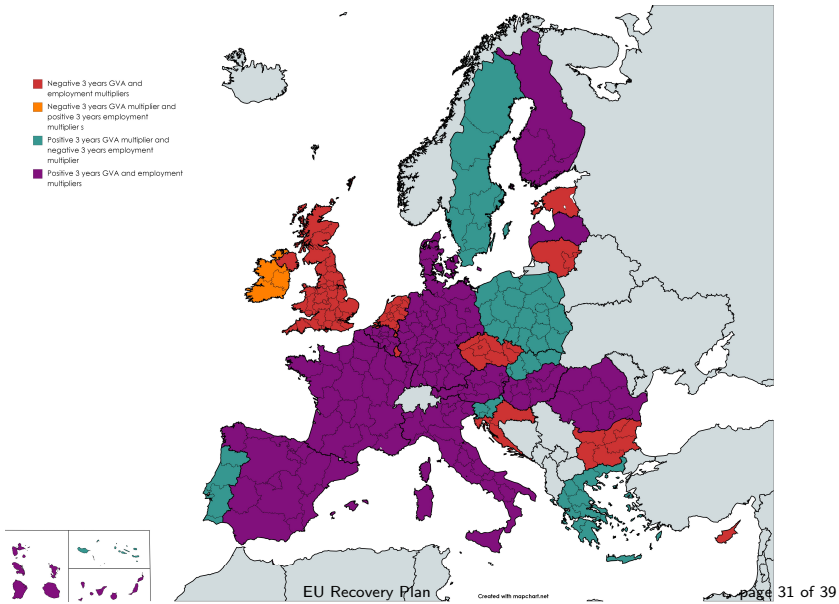 Negative 3 years GVA and
employment multipliers
Negative 3 years GVA multiplier and
positive 3 years employment
multiplier s
Positive 3 years GVA multiplier and
negative 3 years employment
multiplier
Positive 3 years GVA and employment
multipliers
EU Recovery Plan
Created with mapchart.net
page 31 of 39